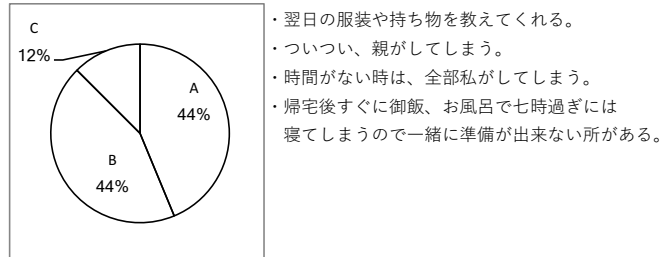 C
12%
A
44%
B
44%
・翌日の服装や持ち物を教えてくれる。
・ついつい、親がしてしまう。
・時間がない時は、全部私がしてしまう。
・帰宅後すぐに御飯、お風呂で七時過ぎには
寝てしまうので一緒に準備が出来ない所がある。